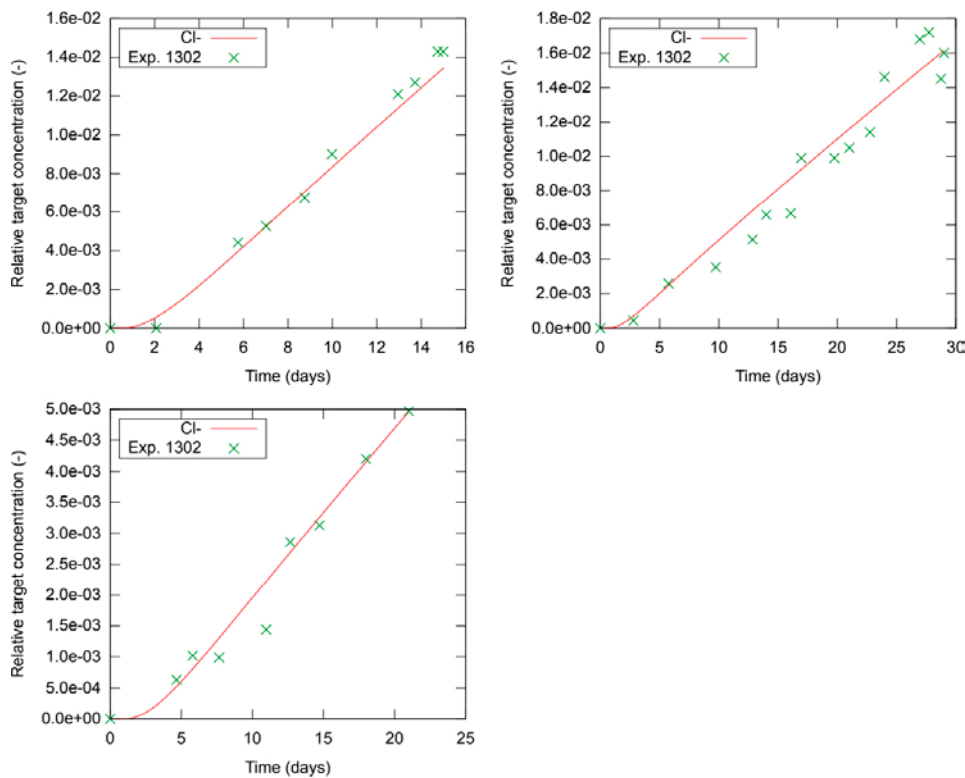 1.6e-02
1.4e-02
1.2e-02
1.0e-02
8.0e-03
6.0e-03
4.0e-03
2.0e-03
0.0e+00
Relative target concentration (-)
Cl-
Exp. 1302
0 2 4 6 8 10 12 14 16
Time (days)
1.8e-02
1.6e-02
1.4e-02
1.2e-02
1.0e-02
8.0e-03
6.0e-03
4.0e-03
2.0e-03
0.0e+00
Relative target concentration (-)
Cl-
Exp. 1302
0 5 10 15 20 25 30
Time (days)
5.0e-03
4.5e-03
4.0e-03
3.5e-03
3.0e-03
2.5e-03
2.0e-03
1.5e-03
1.0e-03
5.0e-04
0.0e+00
Relative target concentration (-)
Cl-
Exp. 1302
0 5 10 15 20 25
Time (days)